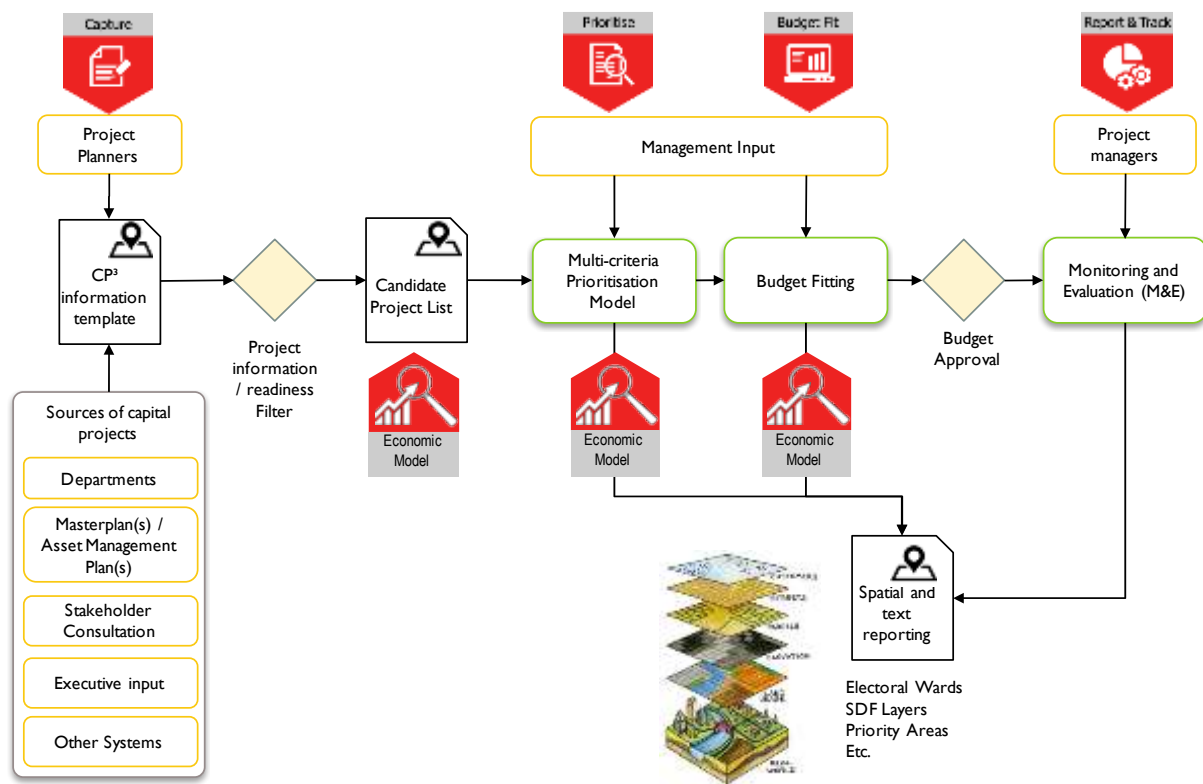 Capture
Prioritise
Budget Fit
Report & Track
Project
Planners
Management Input
Project
managers
CP³
information
template
Candidate
Project List
Multi-criteria
Prioritisation
Model
Budget Fitting
Monitoring and
Evaluation (M&E)
Project
information
/ readiness
Filter
Budget
Approval
Economic
Model
Economic
Model
Economic
Model
Sources of capital
projects
Departments
Masterplan(s) /
Asset Management
Plan(s)
Stakeholder
Consultation
Executive input
Other Systems
Spatial and
text
reporting
Electoral Wards
SDF Layers
Priority Areas
Etc.